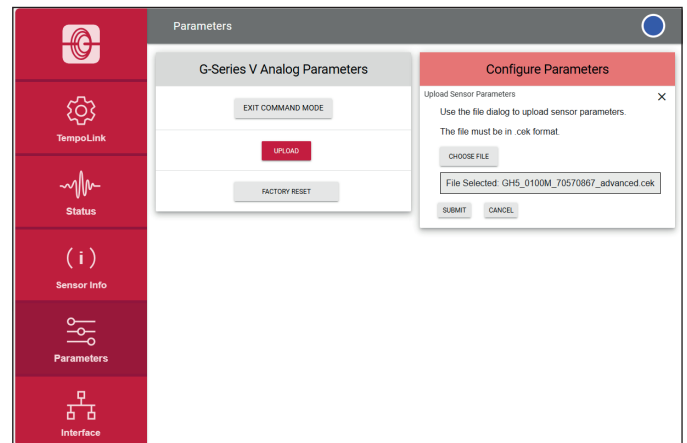 Parameters
TempoLink
Status
(i)
Sensor Info
Parameters
Interface
G-Series V Analog Parameters
EXIT COMMAND MODE
UPLOAD
FACTORY RESET
Configure Parameters
Upload Sensor Parameters
Use the file dialog to upload sensor parameters.
The file must be in .cek format.
CHOOSE FILE
File Selected: GH5_0100M_70570867_advanced.cek
SUBMIT CANCEL